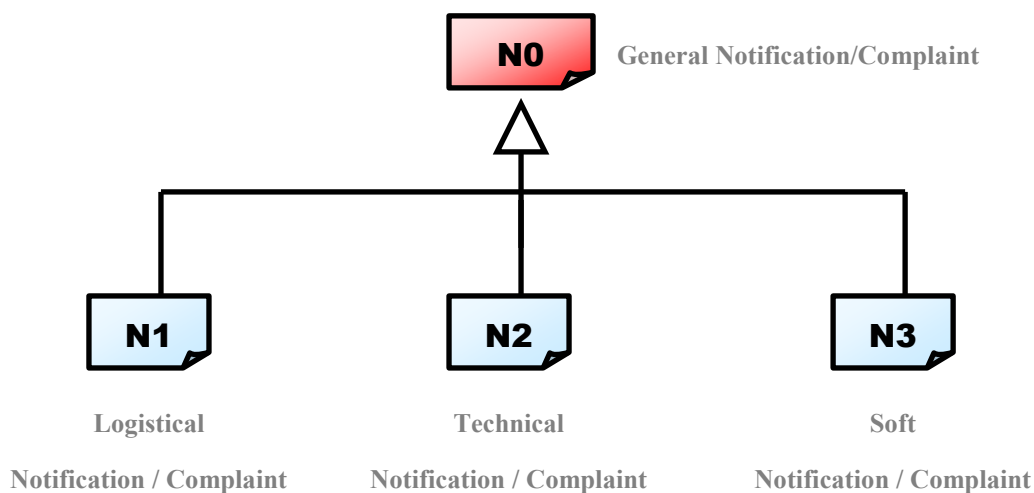 N0
General Notification/Complaint
N1
N2
N3
Logistical
Notification / Complaint
Technical
Notification / Complaint
Soft
Notification / Complaint